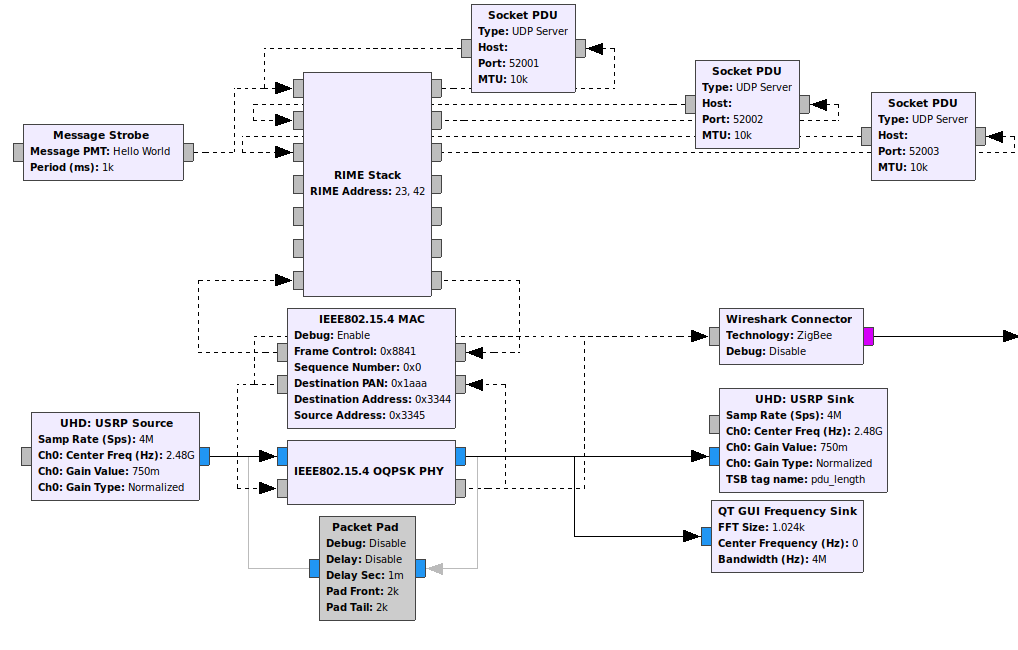 Socket PDU
Type: UDP Server
Host:
Port: 52001
MTU: 10k
Socket PDU
Type: UDP Server
Host:
Port: 52002
MTU: 10k
Socket PDU
Type: UDP Server
Host:
Port: 52003
MTU: 10k
Message Strobe
Message PMT: Hello World
Period (ms): 1k
RIME Stack
RIME Address: 23, 42
IEEE802.15.4 MAC
Debug: Enable
Frame Control: 0x8841
Sequence Number: 0x0
Destination PAN: 0x1aaa
Destination Address: 0x3344
Source Address: 0x3345
Wireshark Connector
Technology: ZigBee
Debug: Disable
UHD: USRP Source
Samp Rate (Sps): 4M
Ch0: Center Freq (Hz): 2.48G
Ch0: Gain Value: 750m
Ch0: Gain Type: Normalized
IEEE802.15.4 OQPSK PHY
UHD: USRP Sink
Samp Rate (Sps): 4M
Ch0: Center Freq (Hz): 2.48G
Ch0: Gain Value: 750m
Ch0: Gain Type: Normalized
TSB tag name: pdu_length
Packet Pad
Debug: Disable
Delay: Disable
Delay Sec: 1m
Pad Front: 2k
Pad Tail: 2k
QT GUI Frequency Sink
FFT Size: 1.024k
Center Frequency (Hz): 0
Bandwidth (Hz): 4M